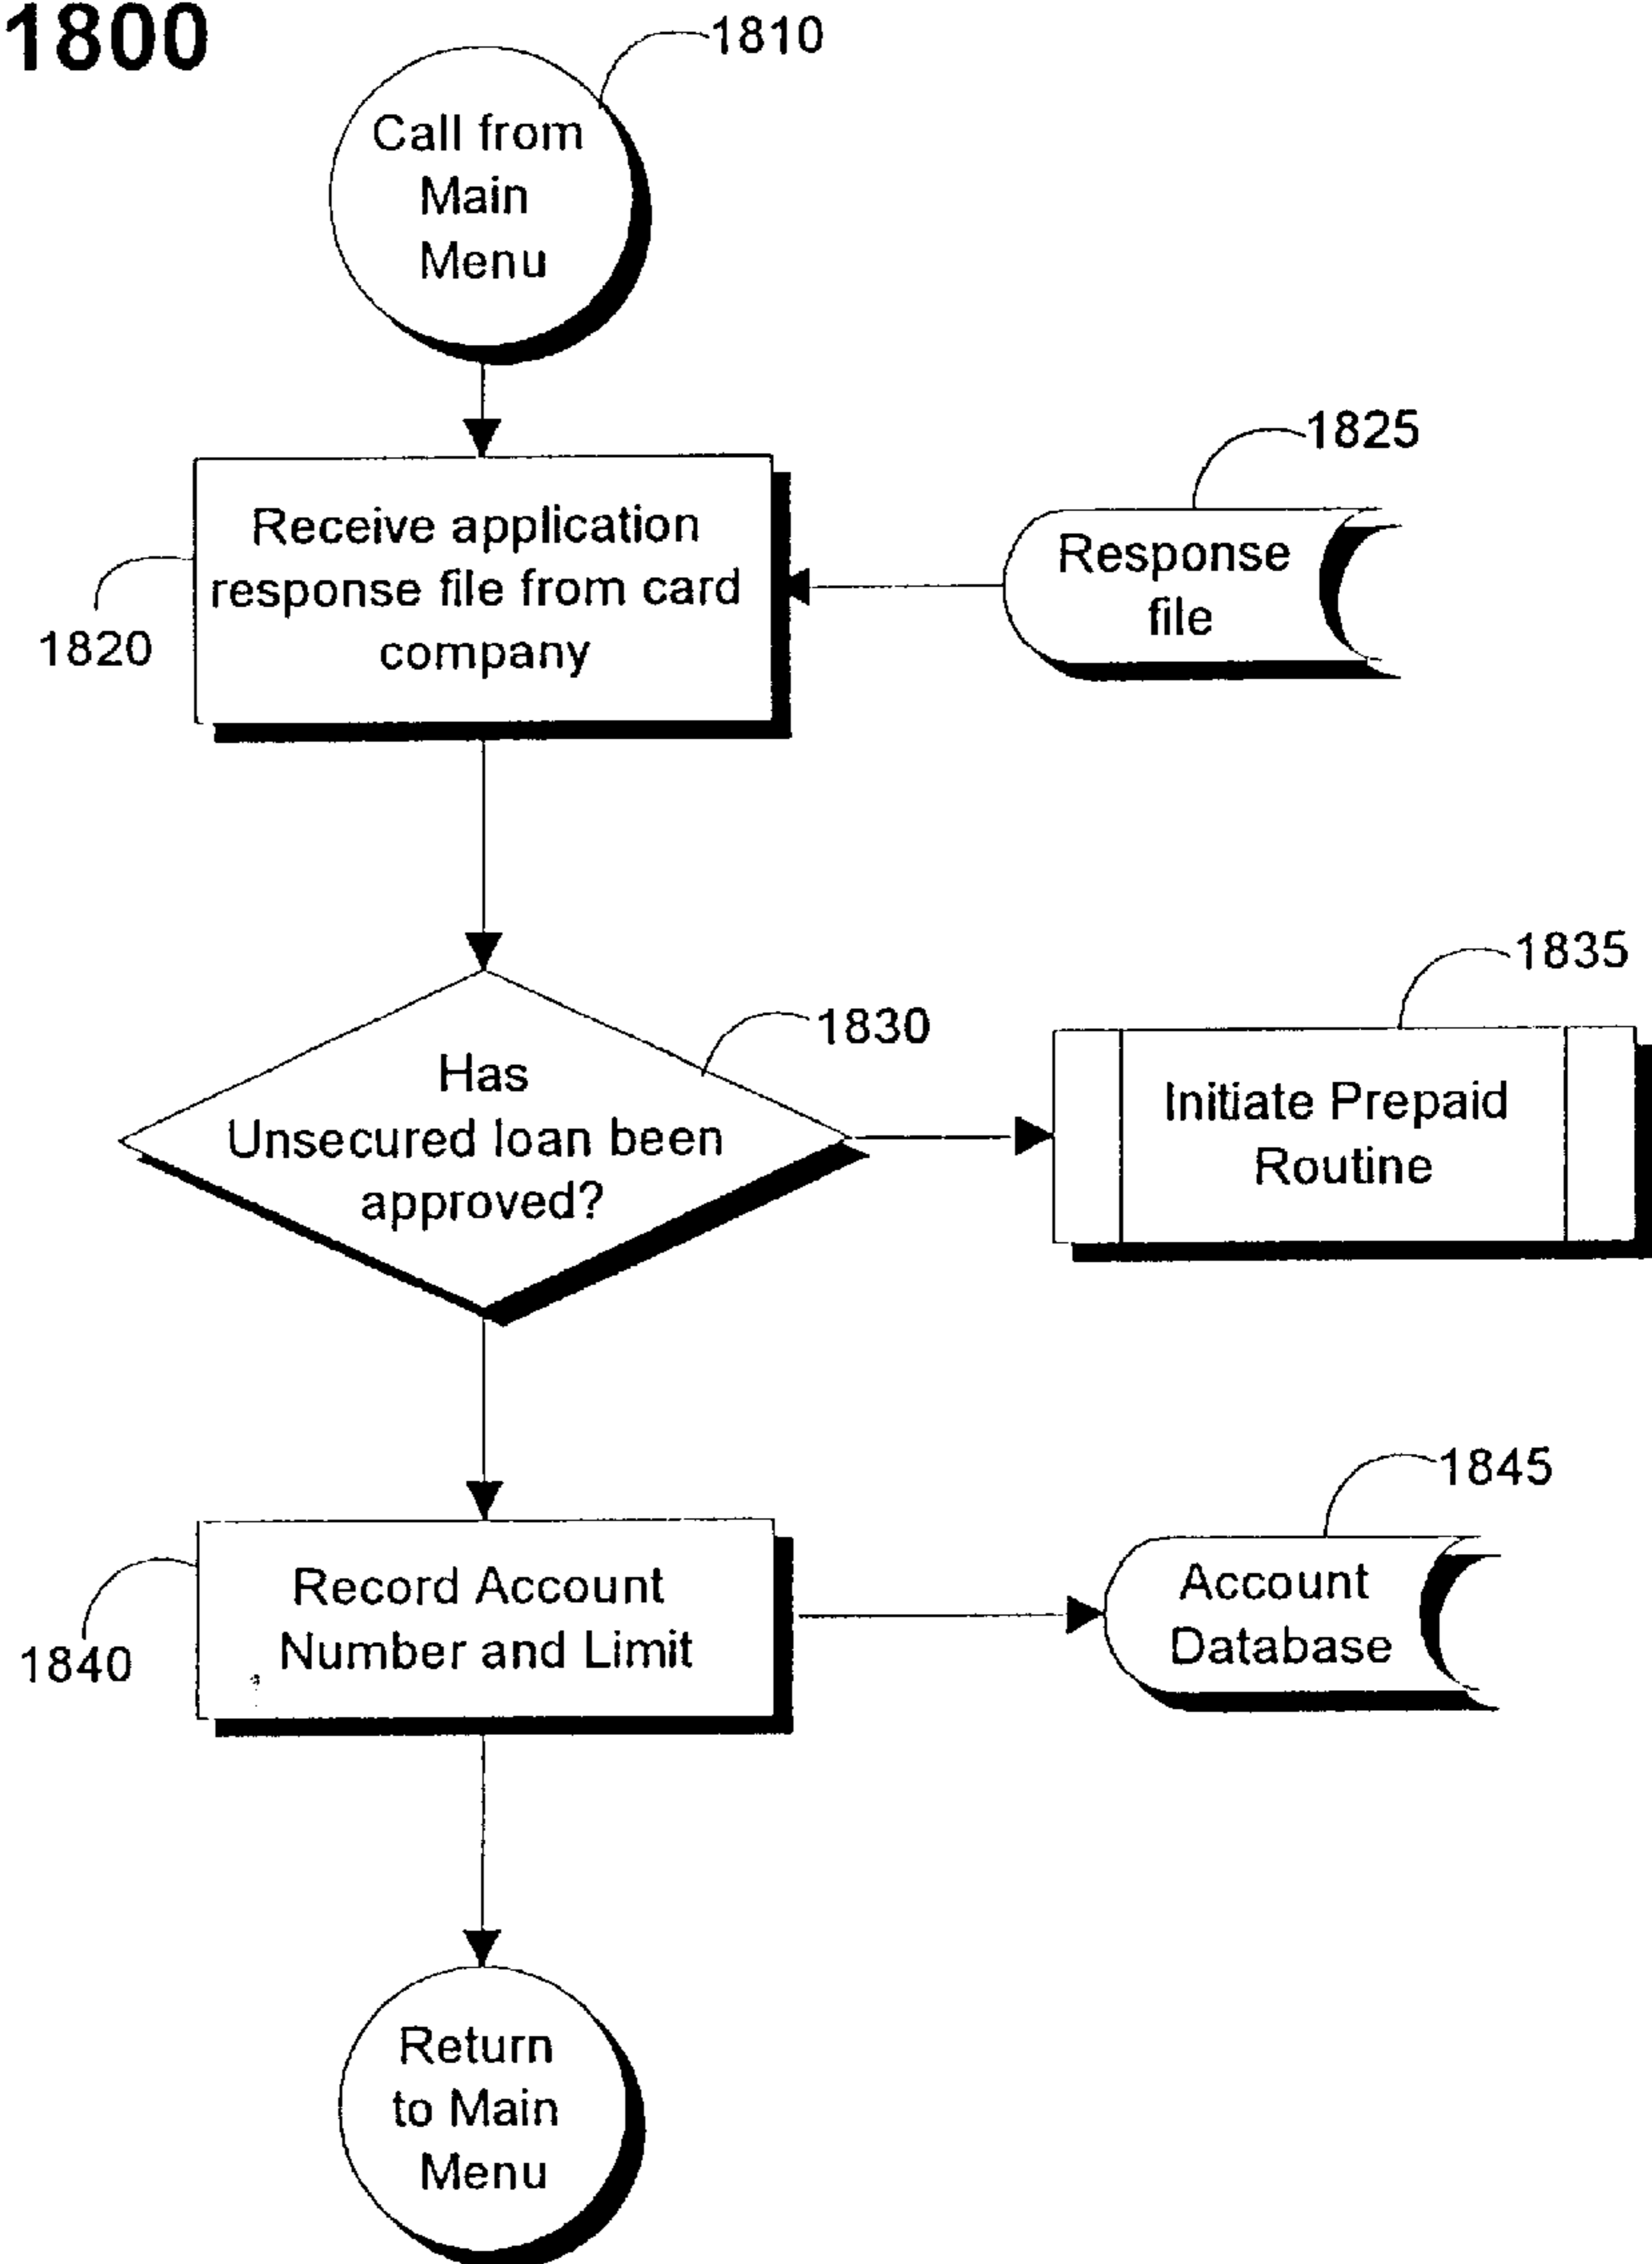 1800
1810
Call from
Main
Menu
1825
Receive application
response file from card
company
Response
file
1820
1835
1830
Has
Unsecured loan been
approved?
Initiate Prepaid
Routine
1845
Record Account
Number and Limit
Account
Database
1840
Return
to Main
Menu